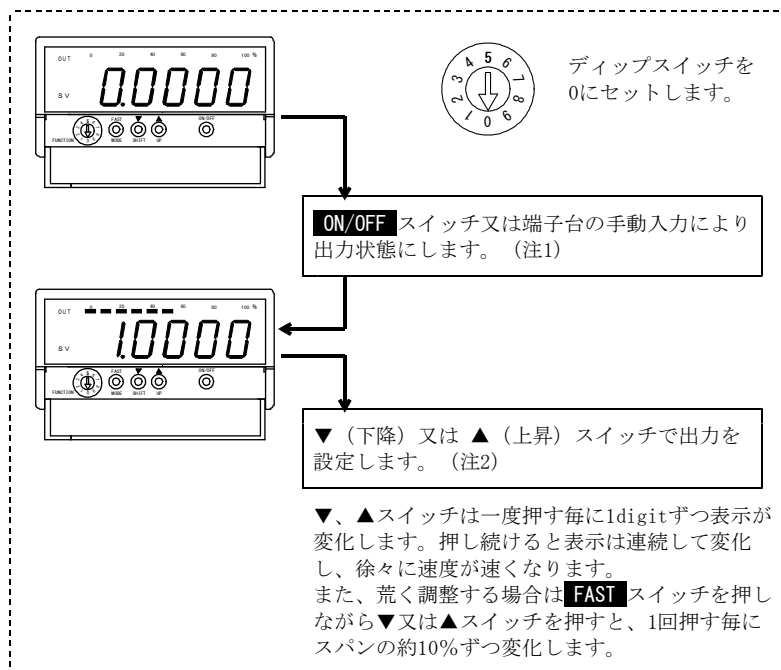 OUT 0 20 40 60 80 100 %
SV 0.0000
FAST ▼ ▲ ON/OFF
FUNCTION MODE SHIFT UP
4 5 6
3 7
2 8
1 0 9
ディップスイッチを
0にセットします。
ON/OFF スイッチ又は端子台の手動入力により
出力状態にします。（注1）
OUT 0 20 40 60 80 100 %
SV 1.0000
FAST ▼ ▲ ON/OFF
FUNCTION MODE SHIFT UP
▼（下降）又は ▲（上昇）スイッチで出力を
設定します。（注2）
▼、▲スイッチは一度押す毎に1digitずつ表示が
変化します。押し続けると表示は連続して変化
し、徐々に速度が速くなります。
また、荒く調整する場合は FAST スイッチを押し
ながら▼又は▲スイッチを押すと、1回押す毎に
スパンの約10％ずつ変化します。